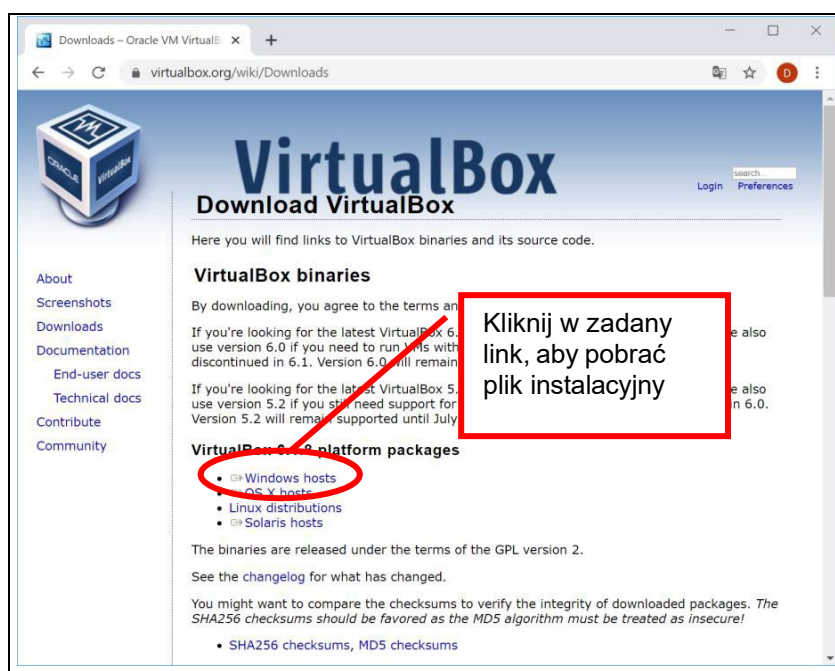 Downloads – Oracle VM VirtualB
virtualbox.org/wiki/Downloads
D
ORACLE
VirtualBox
VirtualBox
search...
Login Preferences
Download VirtualBox
Here you will find links to VirtualBox binaries and its source code.
About
Screenshots
Downloads
Documentation
End-user docs
Technical docs
Contribute
Community
VirtualBox binaries
By downloading, you agree to the terms an
If you're looking for the latest VirtualBox 6. e also
use version 6.0 if you need to run VMs with
discontinued in 6.1. Version 6.0 will remain
If you're looking for the latest VirtualBox 5. e also
use version 5.2 if you still need support for n 6.0.
Version 5.2 will remain supported until July
Kliknij w zadany
link, aby pobrać
plik instalacyjny
VirtualBox 6.1.8 platform packages
Windows hosts
OS X hosts
Linux distributions
Solaris hosts
The binaries are released under the terms of the GPL version 2.
See the changelog for what has changed.
You might want to compare the checksums to verify the integrity of downloaded packages. The
SHA256 checksums should be favored as the MD5 algorithm must be treated as insecure!
SHA256 checksums, MD5 checksums